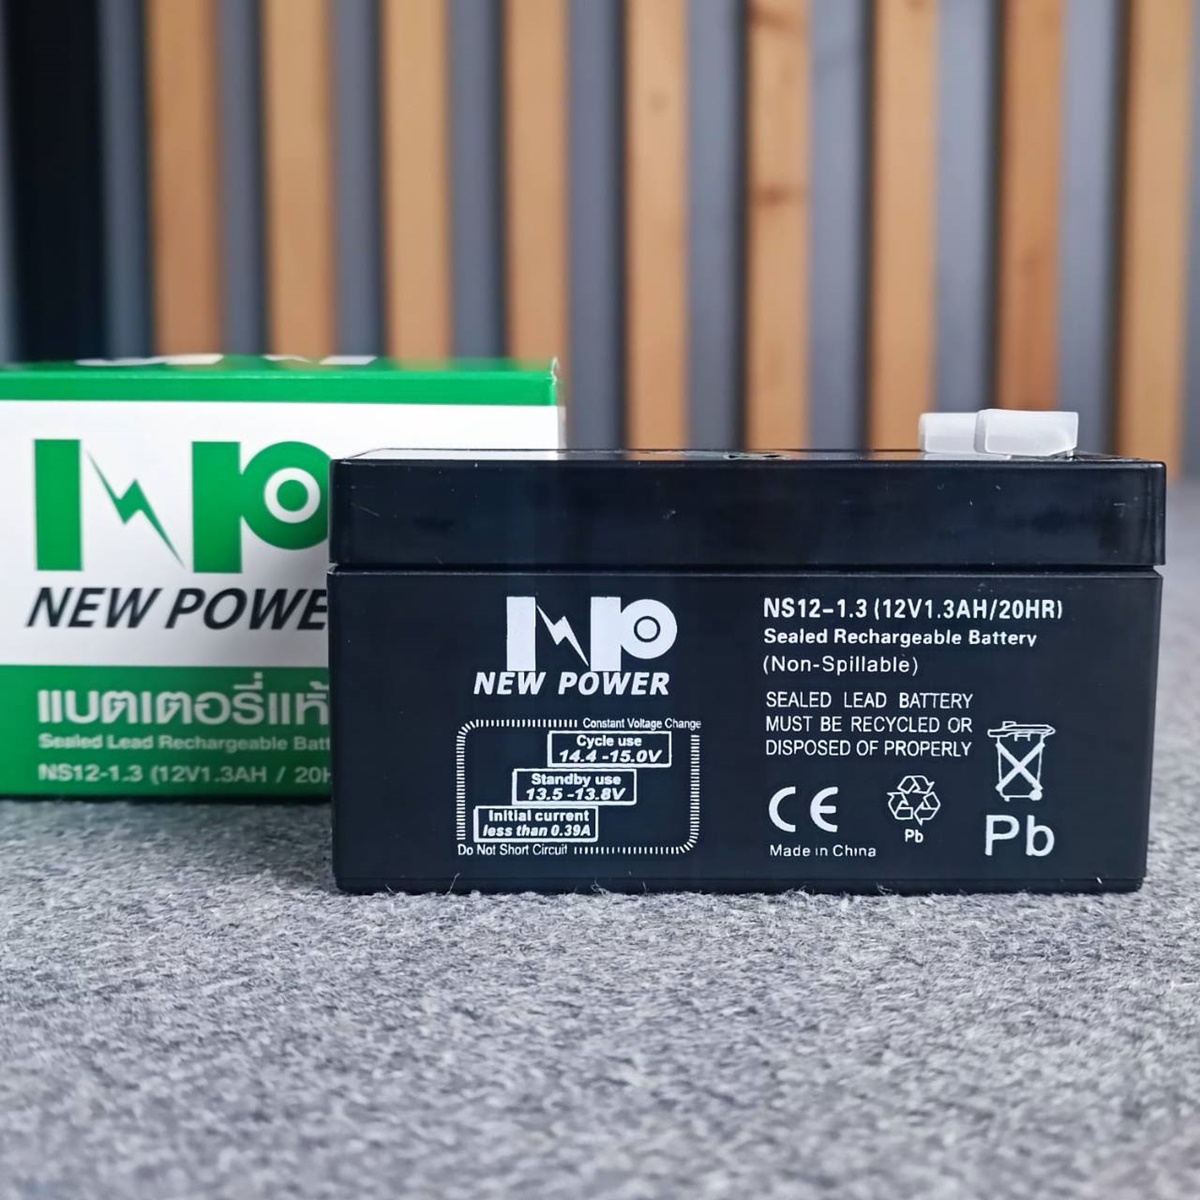 NP
NEW POWE
แบตเตอรี่แห้
Sealed Lead Rechargeable Batt
NS12-1.3 (12V1.3AH / 20H
NP
NEW POWER
Constant Voltage Change
Cycle use
14.4 -15.0V
Standby use
13.5 -13.8V
Initial current
less than 0.39A
Do Not Short Circuit
NS12-1.3 (12V1.3AH/20HR)
Sealed Rechargeable Battery
(Non-Spillable)
SEALED LEAD BATTERY
MUST BE RECYCLED OR
DISPOSED OF PROPERLY
CE
Pb
Pb
Made in China